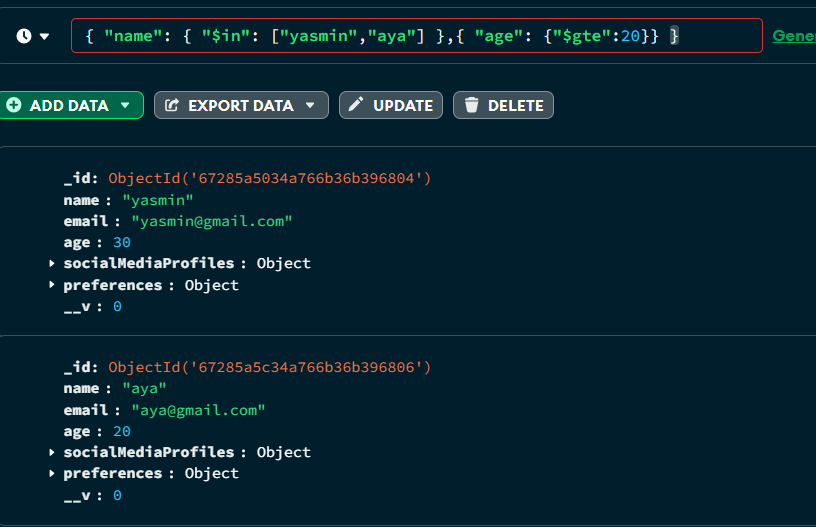 { "name": { "$in": ["yasmin","aya"] },{ "age": {"$gte":20}} } Gener
ADD DATA EXPORT DATA UPDATE DELETE
_id: ObjectId('67285a5034a766b36b396804')
name : "yasmin"
email : "yasmin@gmail.com"
age : 30
socialMediaProfiles : Object
preferences : Object
__v : 0
_id: ObjectId('67285a5c34a766b36b396806')
name : "aya"
email : "aya@gmail.com"
age : 20
socialMediaProfiles : Object
preferences : Object
__v : 0